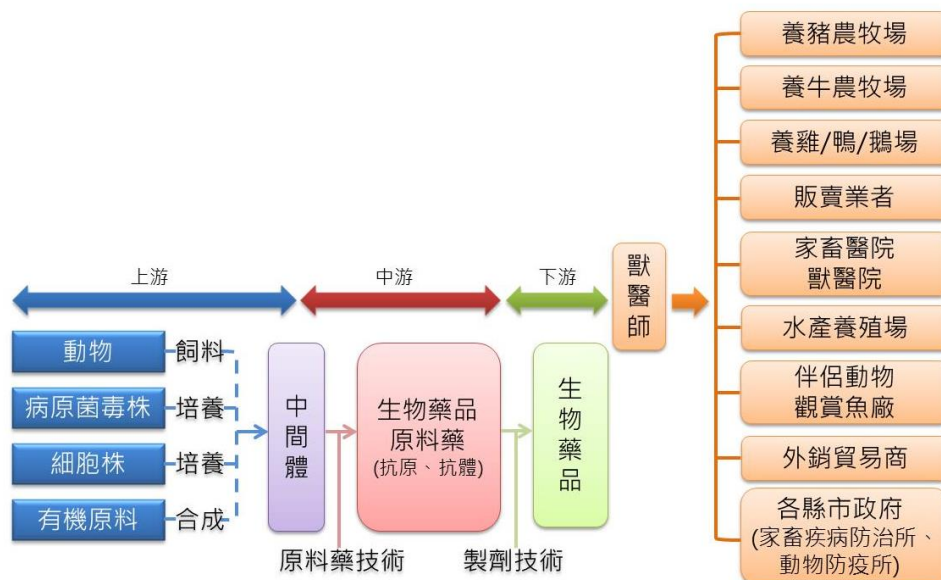 上游
中游
下游
動物
飼料
病原菌毒株
培養
細胞株
培養
有機原料
合成
中間體
原料藥技術
生物藥品
原料藥
(抗原、抗體)
製劑技術
生物藥品
獸醫師
養豬農牧場
養牛農牧場
養雞/鴨/鵝場
販賣業者
家畜醫院
獸醫院
水產養殖場
伴侶動物
觀賞魚廠
外銷貿易商
各縣市政府
(家畜疾病防治所、
動物防疫所)